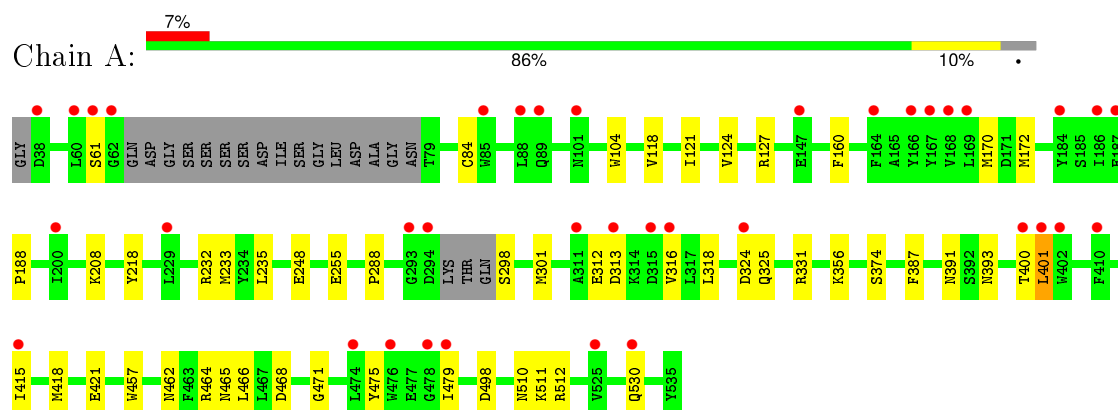 7%
Chain A:
86% 10% •
GLY D38 L60 S61 G62 GLN ASP GLY SER SER SER SER ASP ILE SER GLY LEU ASP ALA GLY ASN T79 C84 W85 L88 Q89 N101 W104 V118 I121 V124 R127 E147 F160 F164 A165 Y166 Y167 V168 L169 M170 D171 M172 Y184 S185 I186 F187
P188 I200 K208 Y218 L229 R232 M233 Y234 L235 E248 E255 P288 G293 D294 LYS THR GLN S298 M301 A311 E312 D313 K314 D315 V316 L317 L318 D324 Q325 R331 K356 S374 F387 N391 S392 N393 T400 L401 W402 F410
I415 M418 E421 W457 N462 F463 R464 N465 L466 L467 D468 G471 L474 Y475 W476 E477 G478 I479 D498 N510 K511 R512 V525 Q530 Y535